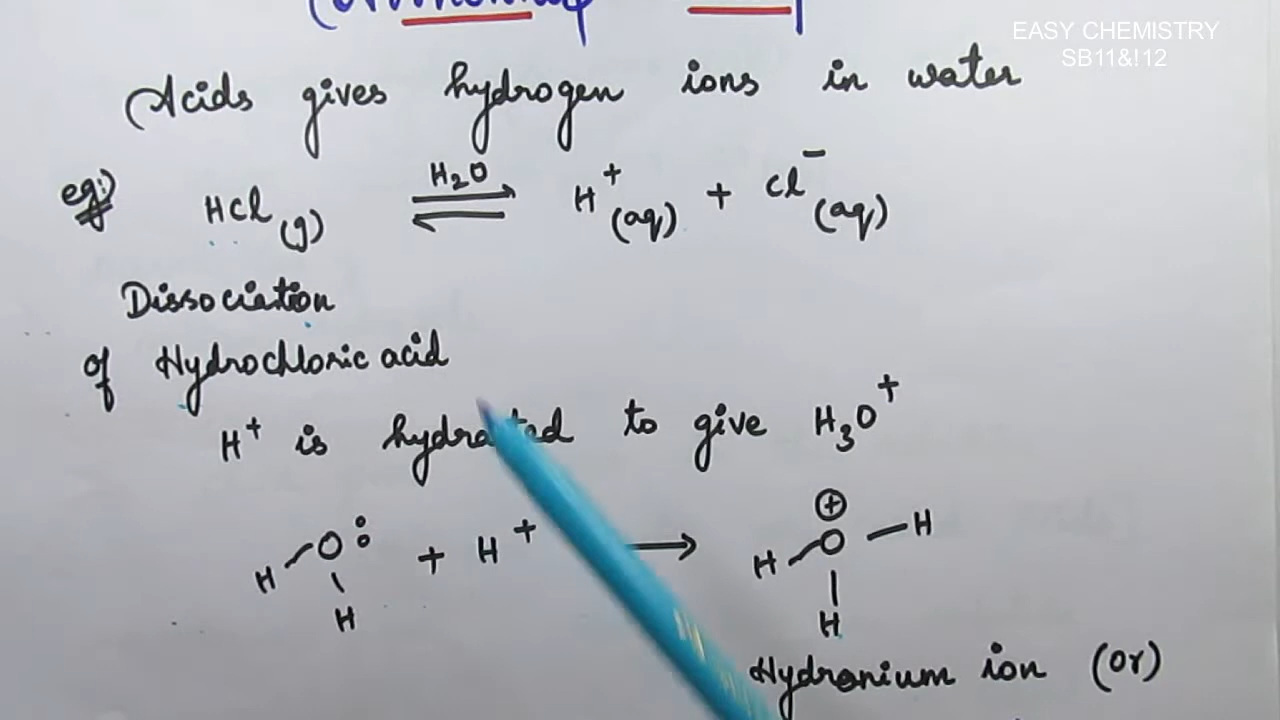 EASY CHEMISTRY
SB11&!12
Acids gives hydrogen ions in water
eg:) HCl (g) ⇌ H2O H+ (aq) + Cl− (aq)
Dissociation
of Hydrochloric acid
H+ is hydrated to give H3O+
H O: H + H+ → H O ⊕ H H
Hydronium ion (or)